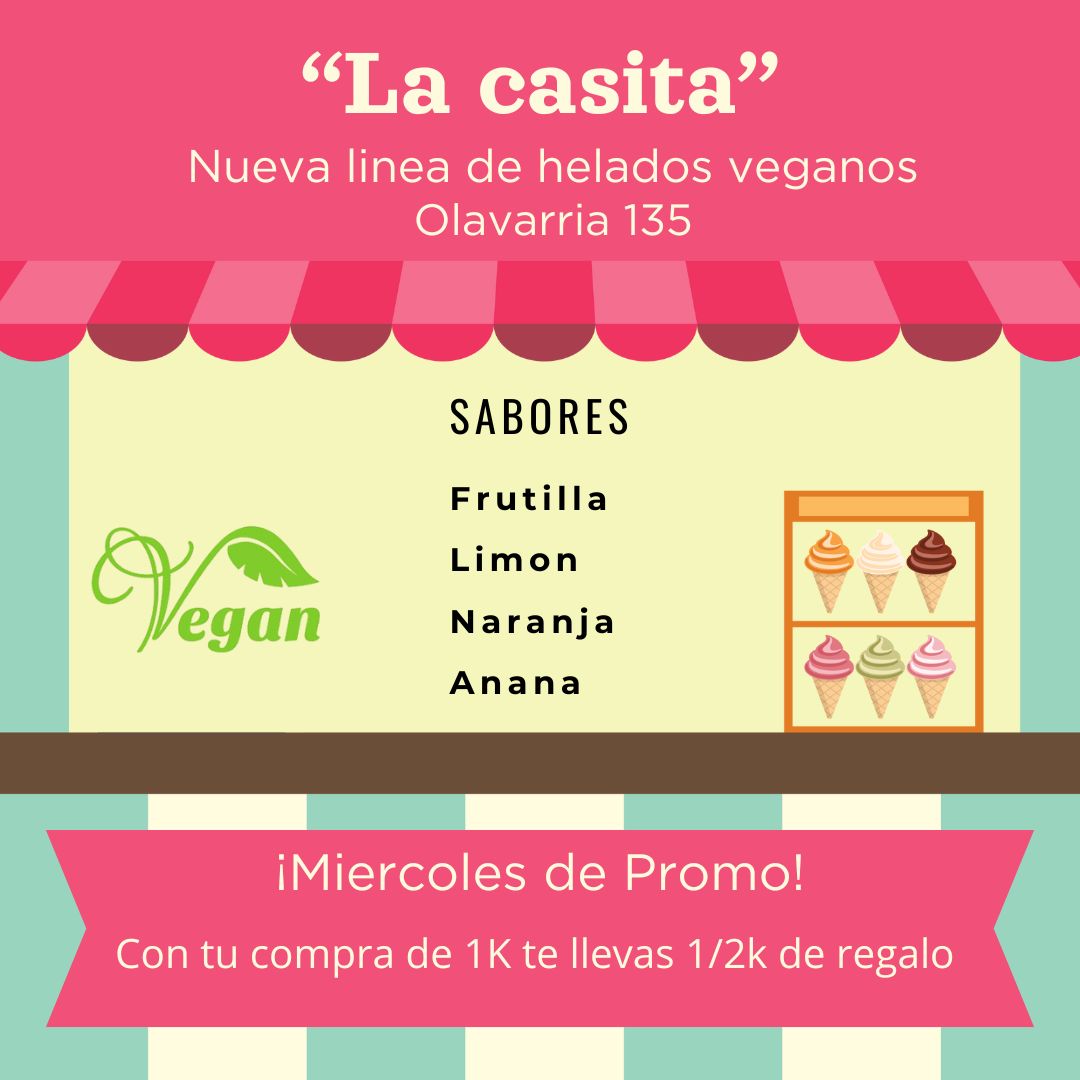 “La casita”
Nueva linea de helados veganos
Olavarria 135
SABORES
Frutilla
Limon
Naranja
Anana
Vegan
¡Miercoles de Promo!
Con tu compra de 1K te llevas 1/2k de regalo